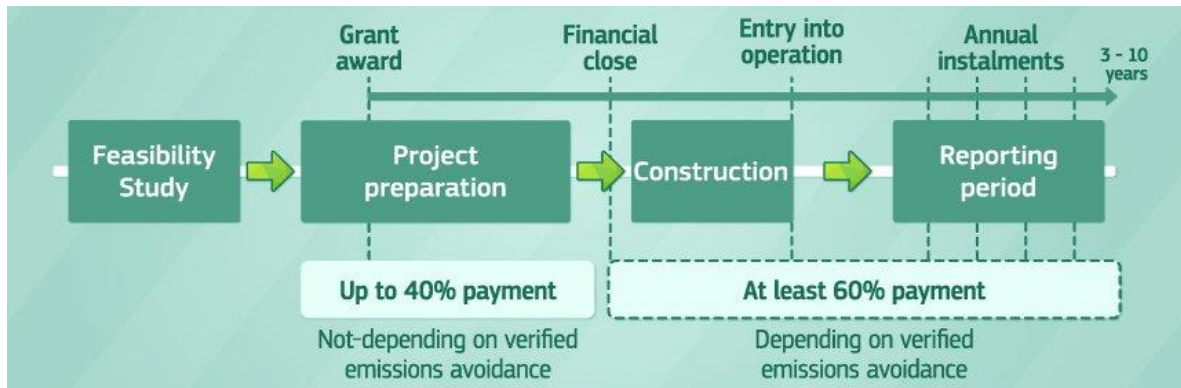 Grant
award
Financial
close
Entry into
operation
Annual
instalments
3 - 10
years
Feasibility
Study
Project
preparation
Construction
Reporting
period
Up to 40% payment
At least 60% payment
Not-depending on verified
emissions avoidance
Depending on verified
emissions avoidance